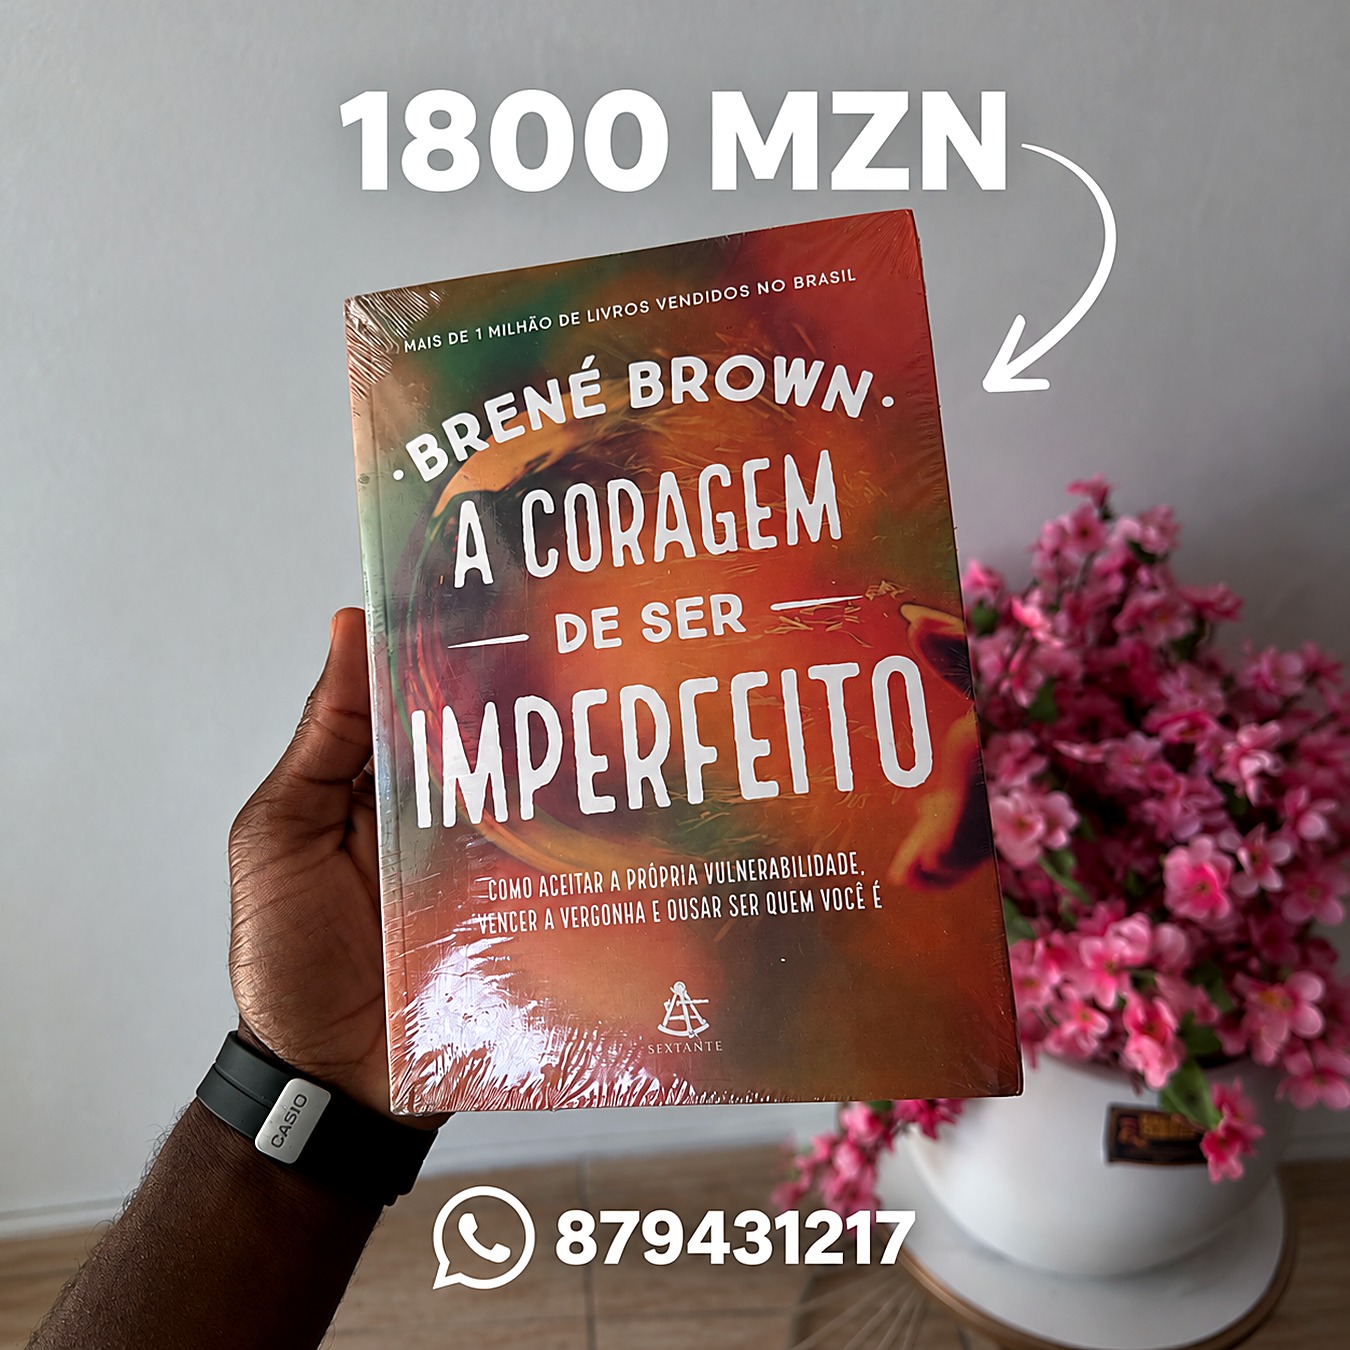 1800 MZN
MAIS DE 1 MILHÃO DE LIVROS VENDIDOS NO BRASIL
·BRENÉ BROWN·
A CORAGEM
DE SER
IMPERFEITO
COMO ACEITAR A PRÓPRIA VULNERABILIDADE,
VENCER A VERGONHA E OUSAR SER QUEM VOCÊ É
SEXTANTE
CASIO
879431217